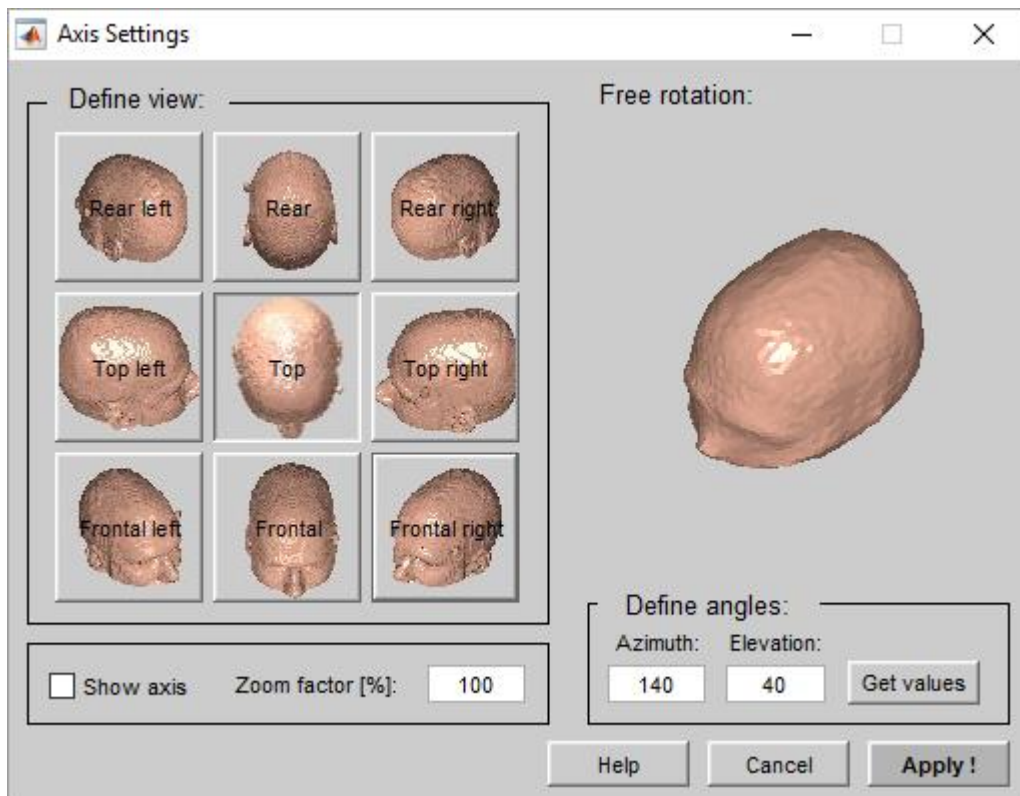 Axis Settings
Define view:
Rear left
Rear
Rear right
Top left
Top
Top right
Frontal left
Frontal
Frontal right
Show axis
Zoom factor [%]:
100
Free rotation:
Define angles:
Azimuth:
Elevation:
140
40
Get values
Help
Cancel
Apply !